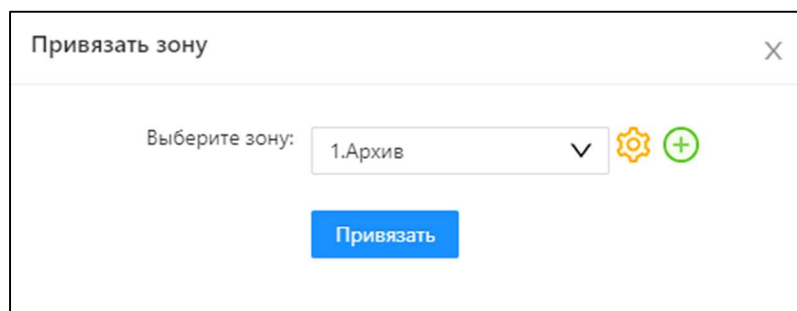 Привязать зону
Выберите зону: 1.Архив
Привязать